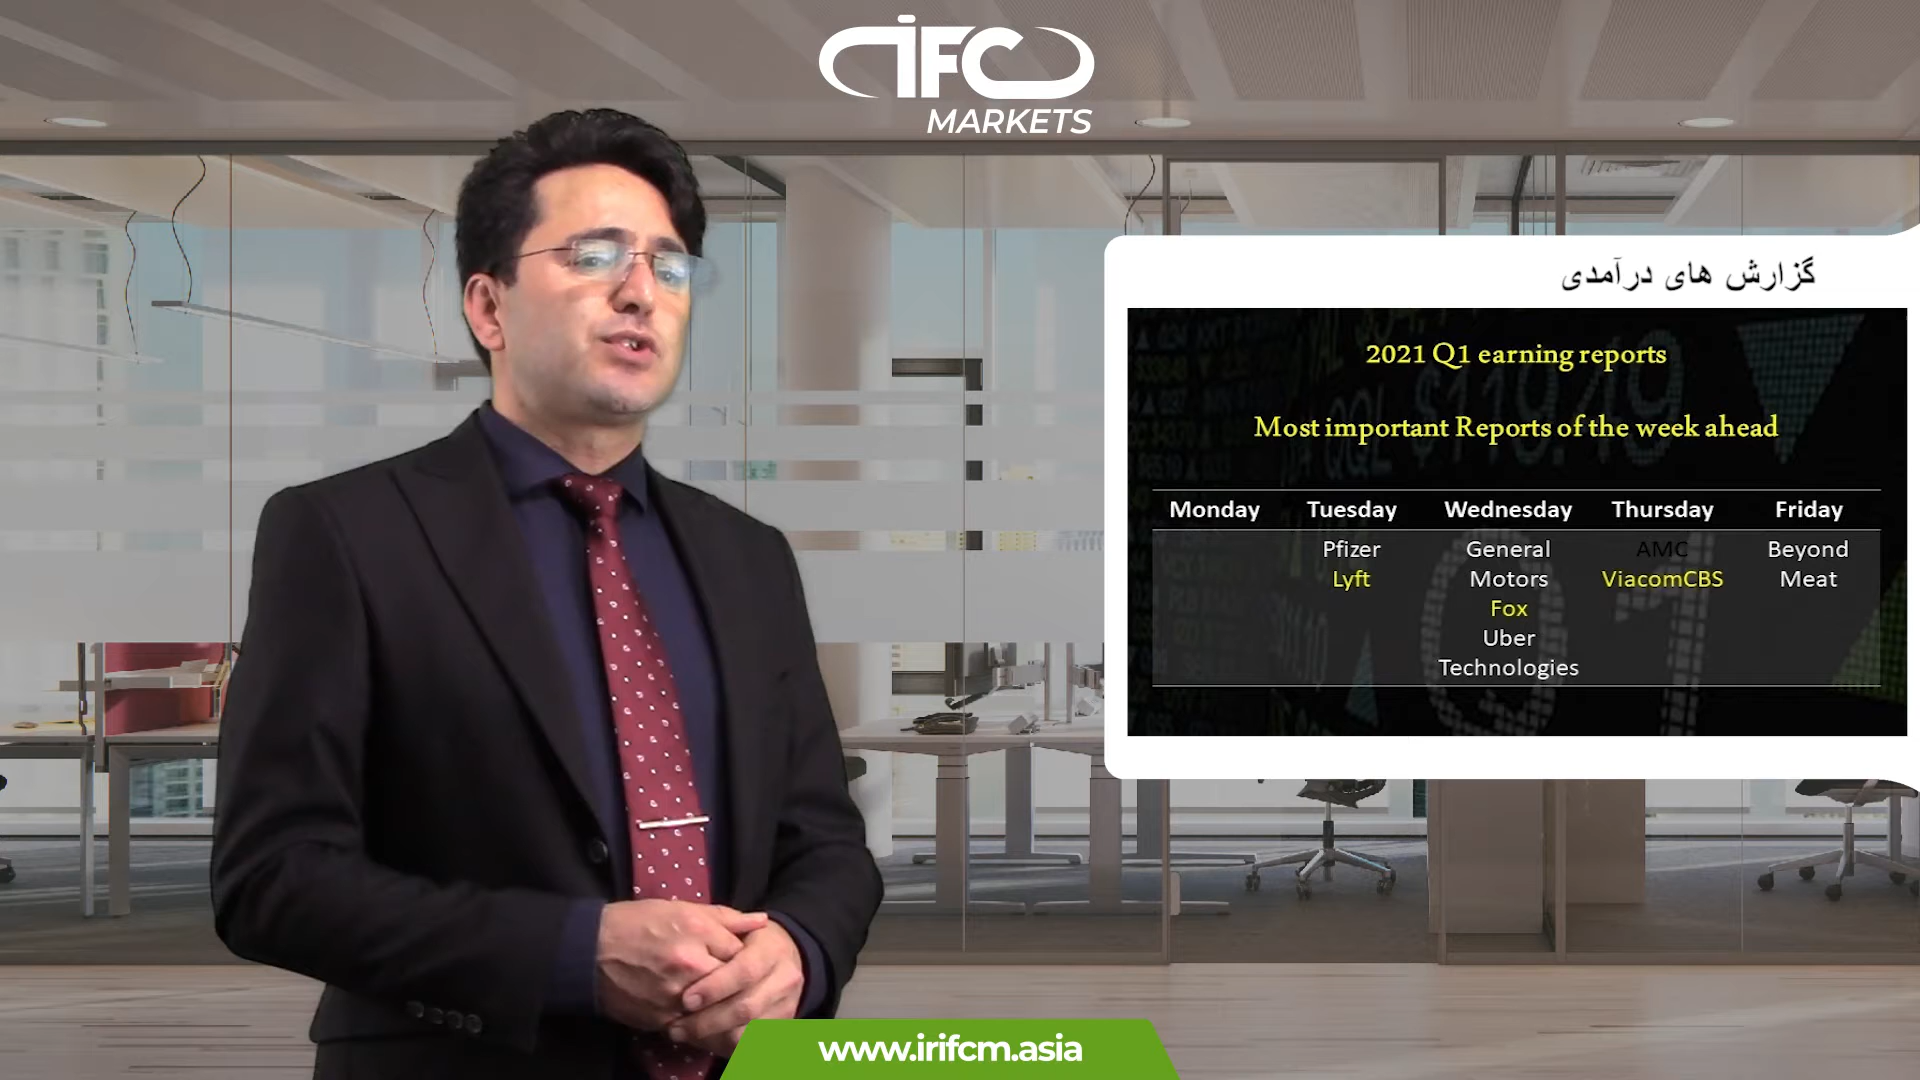 IFC
MARKETS
گزارش های درآمدی
2021 Q1 earning reports
Most important Reports of the week ahead
Monday Tuesday Wednesday Thursday Friday
Pfizer General AMC Beyond
Lyft Motors ViacomCBS Meat
Fox
Uber
Technologies
www.irifcm.asia